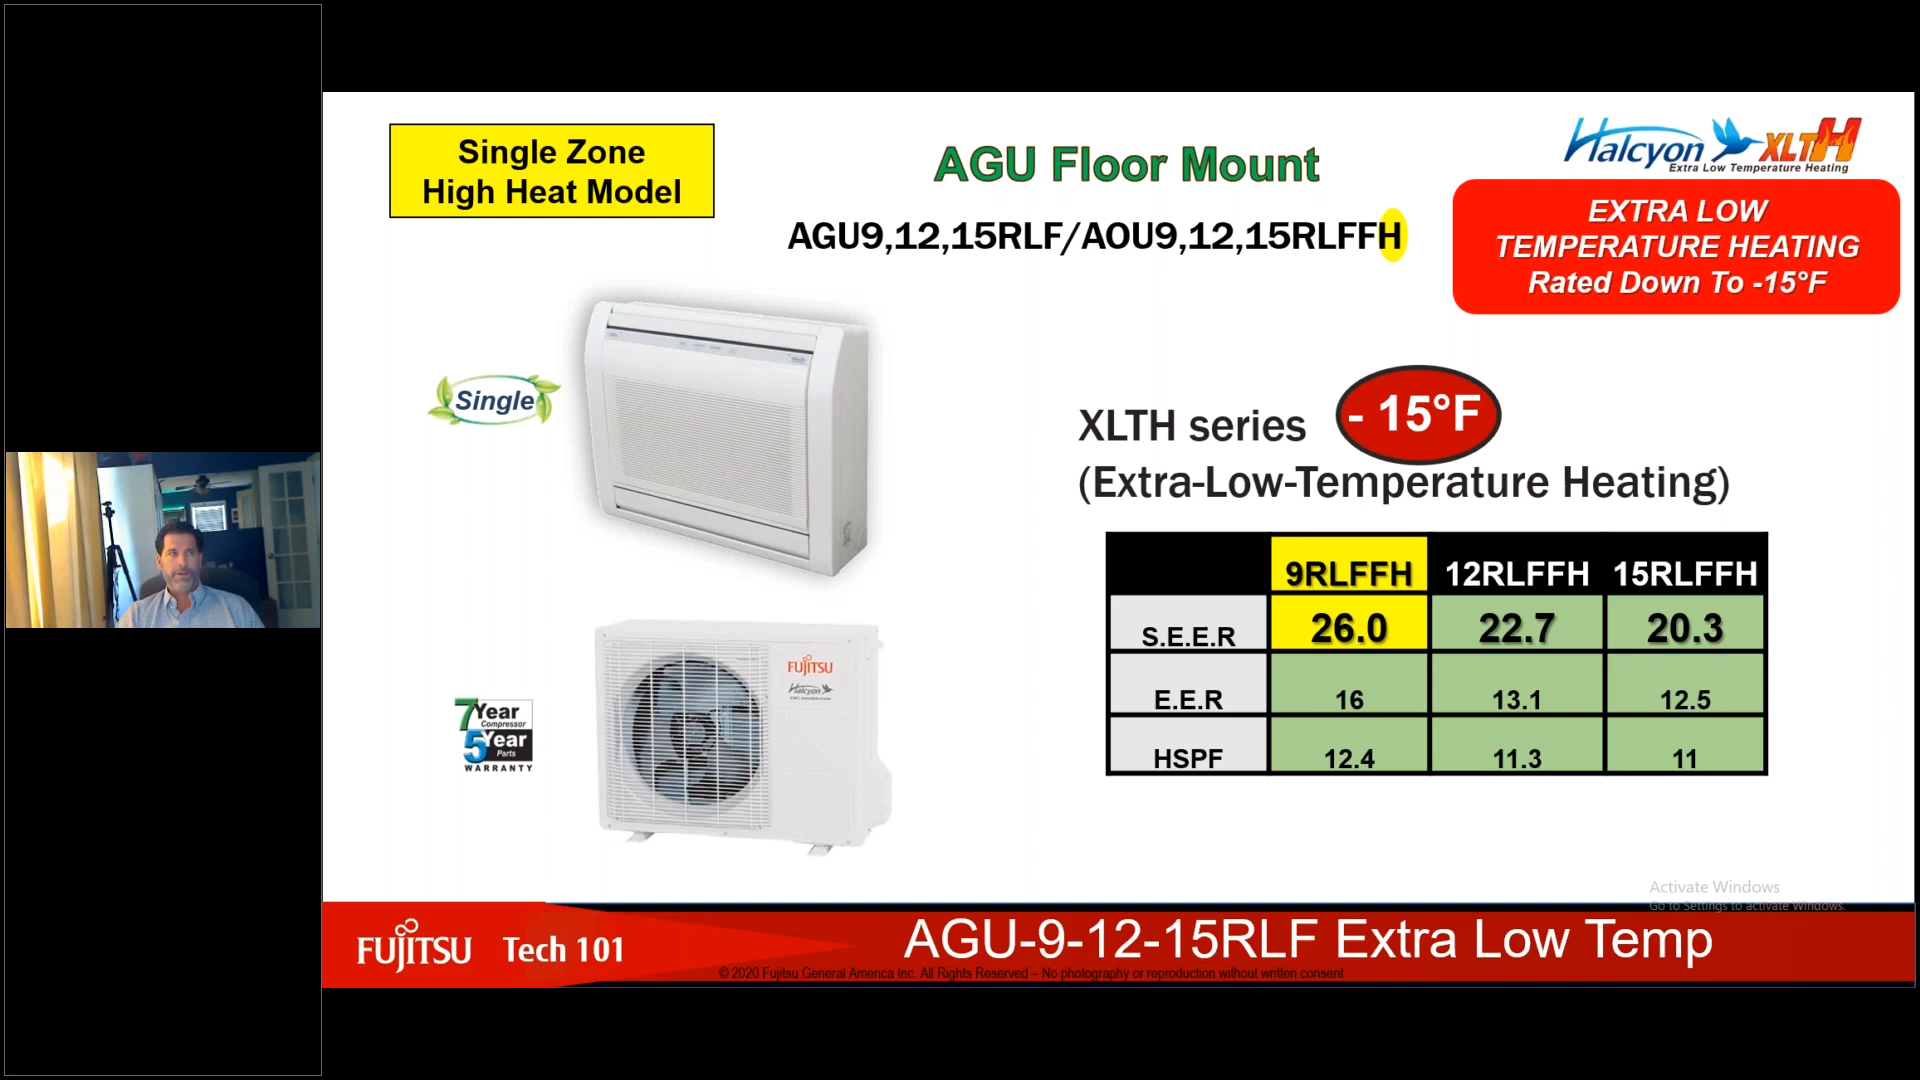 Single Zone
High Heat Model
AGU Floor Mount
AGU9,12,15RLF/AOU9,12,15RLFFH
Halcyon XLTH
Extra Low Temperature Heating
EXTRA LOW
TEMPERATURE HEATING
Rated Down To -15°F
Single
XLTH series - 15°F
(Extra-Low-Temperature Heating)
9RLFFH 12RLFFH 15RLFFH
S.E.E.R 26.0 22.7 20.3
E.E.R 16 13.1 12.5
HSPF 12.4 11.3 11
FUJITSU
Halcyon
7 Year
Compressor
5 Year
Parts
WARRANTY
Activate Windows
Go to Settings to activate Windows.
FUJITSU Tech 101
AGU-9-12-15RLF Extra Low Temp
© 2020 Fujitsu General America Inc. All Rights Reserved – No photography or reproduction without written consent